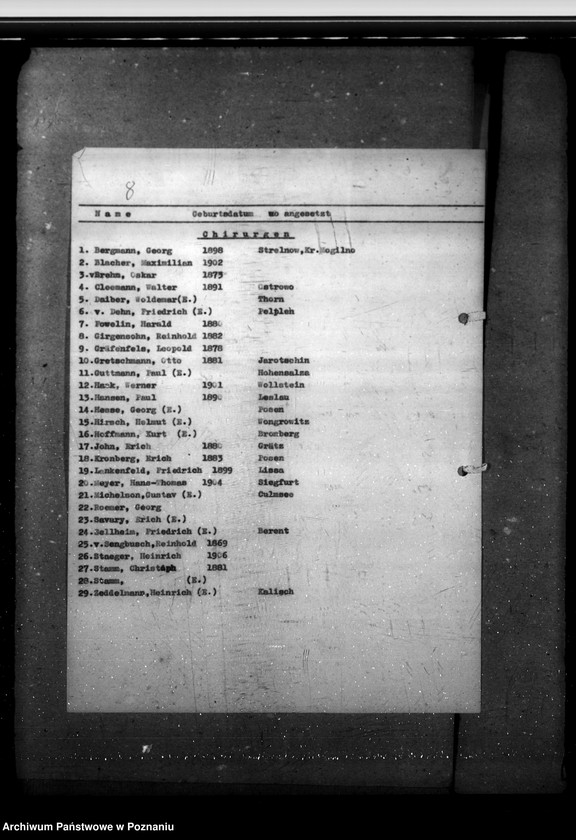 8
Name Geburtsdatum wo angesetzt
Chirurgen
1. Bergmann, Georg 1898 Strelnow,Kr.Mogilno
2. Blacher, Maximilian 1902
3.vBrehm, Oskar 1873
4. Cleemann, Walter 1891 Ostrowo
5. Daiber, Woldemar(E.) Thorn
6. v. Dehn, Friedrich (E.) Pelplin
7. Fowelin, Harald 1880
8. Girgensohn, Reinhold 1882
9. Gräfenfels, Leopold 1878
10.Gretschmann, Otto 1881 Jarotschin
11.Guttmann, Paul (E.) Hohensalza
12.Hack, Werner 1901 Wollstein
13.Hansen, Paul 1890 Leslau
14.Hesse, Georg (E.) Posen
15.Hirsch, Helmut (E.) Wongrowitz
16.Hoffmann, Kurt (E.) Bromberg
17.John, Erich 1880 Grätz
18.Kronberg, Erich 1883 Posen
19.Lenkenfeld, Friedrich 1899 Lissa
20.Meyer, Hans-Thomas 1904 Siegfurt
21.Michelson,Gustav (E.) Culmsee
22.Roemer, Georg
23.Savury, Erich (E.)
24.Sellheim, Friedrich (E.) Berent
25.v.Sengbusch,Reinhold 1869
26.Staeger, Heinrich 1906
27.Stamm, Christoph 1881
28.Stamm, (E.)
29.Seddelmann,Heinrich (E.) Kalisch
Archiwum Państwowe w Poznaniu